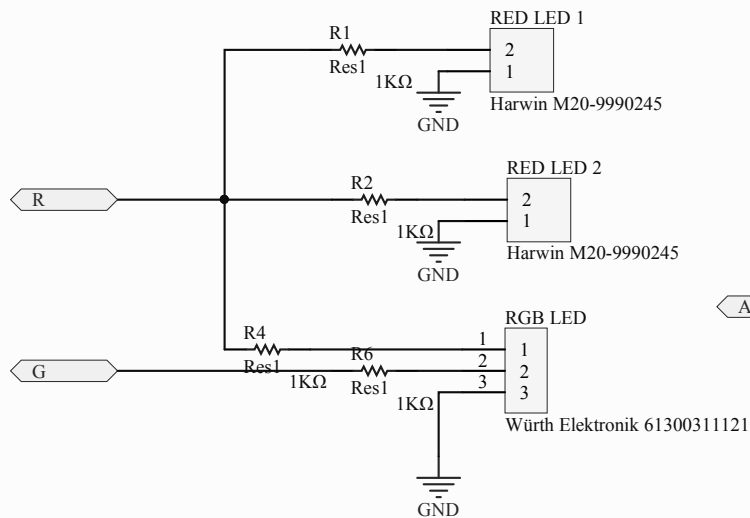 RED LED 1
R1
2
Res1
1KΩ
1
Harwin M20-9990245
GND
RED LED 2
R2
R
2
Res1
1KΩ
1
Harwin M20-9990245
GND
A
RGB LED
R4
1
1
R6
Res1
2
2
G
1KΩ
Res1
3
3
1KΩ
Würth Elektronik 61300311121
GND